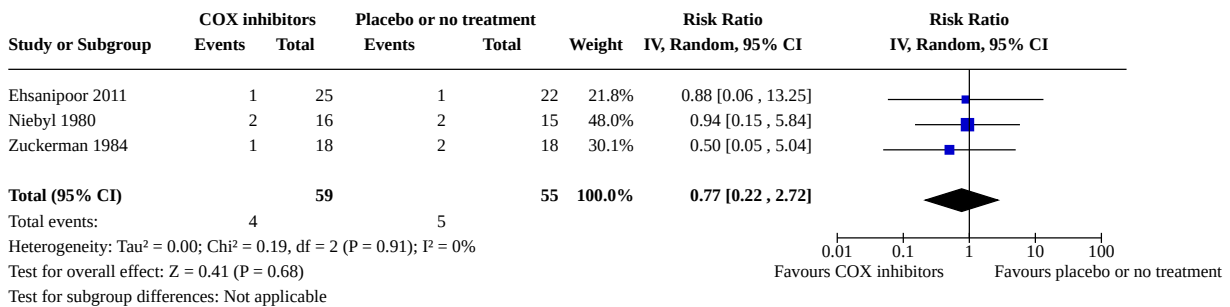 COX inhibitors Placebo or no treatment Risk Ratio Risk Ratio
Study or Subgroup Events Total Events Total Weight IV, Random, 95% CI IV, Random, 95% CI
Ehsanipoor 2011 1 25 1 22 21.8% 0.88 [0.06 , 13.25]
Niebyl 1980 2 16 2 15 48.0% 0.94 [0.15 , 5.84]
Zuckerman 1984 1 18 2 18 30.1% 0.50 [0.05 , 5.04]
Total (95% CI) 59 55 100.0% 0.77 [0.22 , 2.72]
Total events: 4 5
Heterogeneity: Tau² = 0.00; Chi² = 0.19, df = 2 (P = 0.91); I² = 0%
0.01 0.1 1 10 100
Test for overall effect: Z = 0.41 (P = 0.68) Favours COX inhibitors Favours placebo or no treatment
Test for subgroup differences: Not applicable